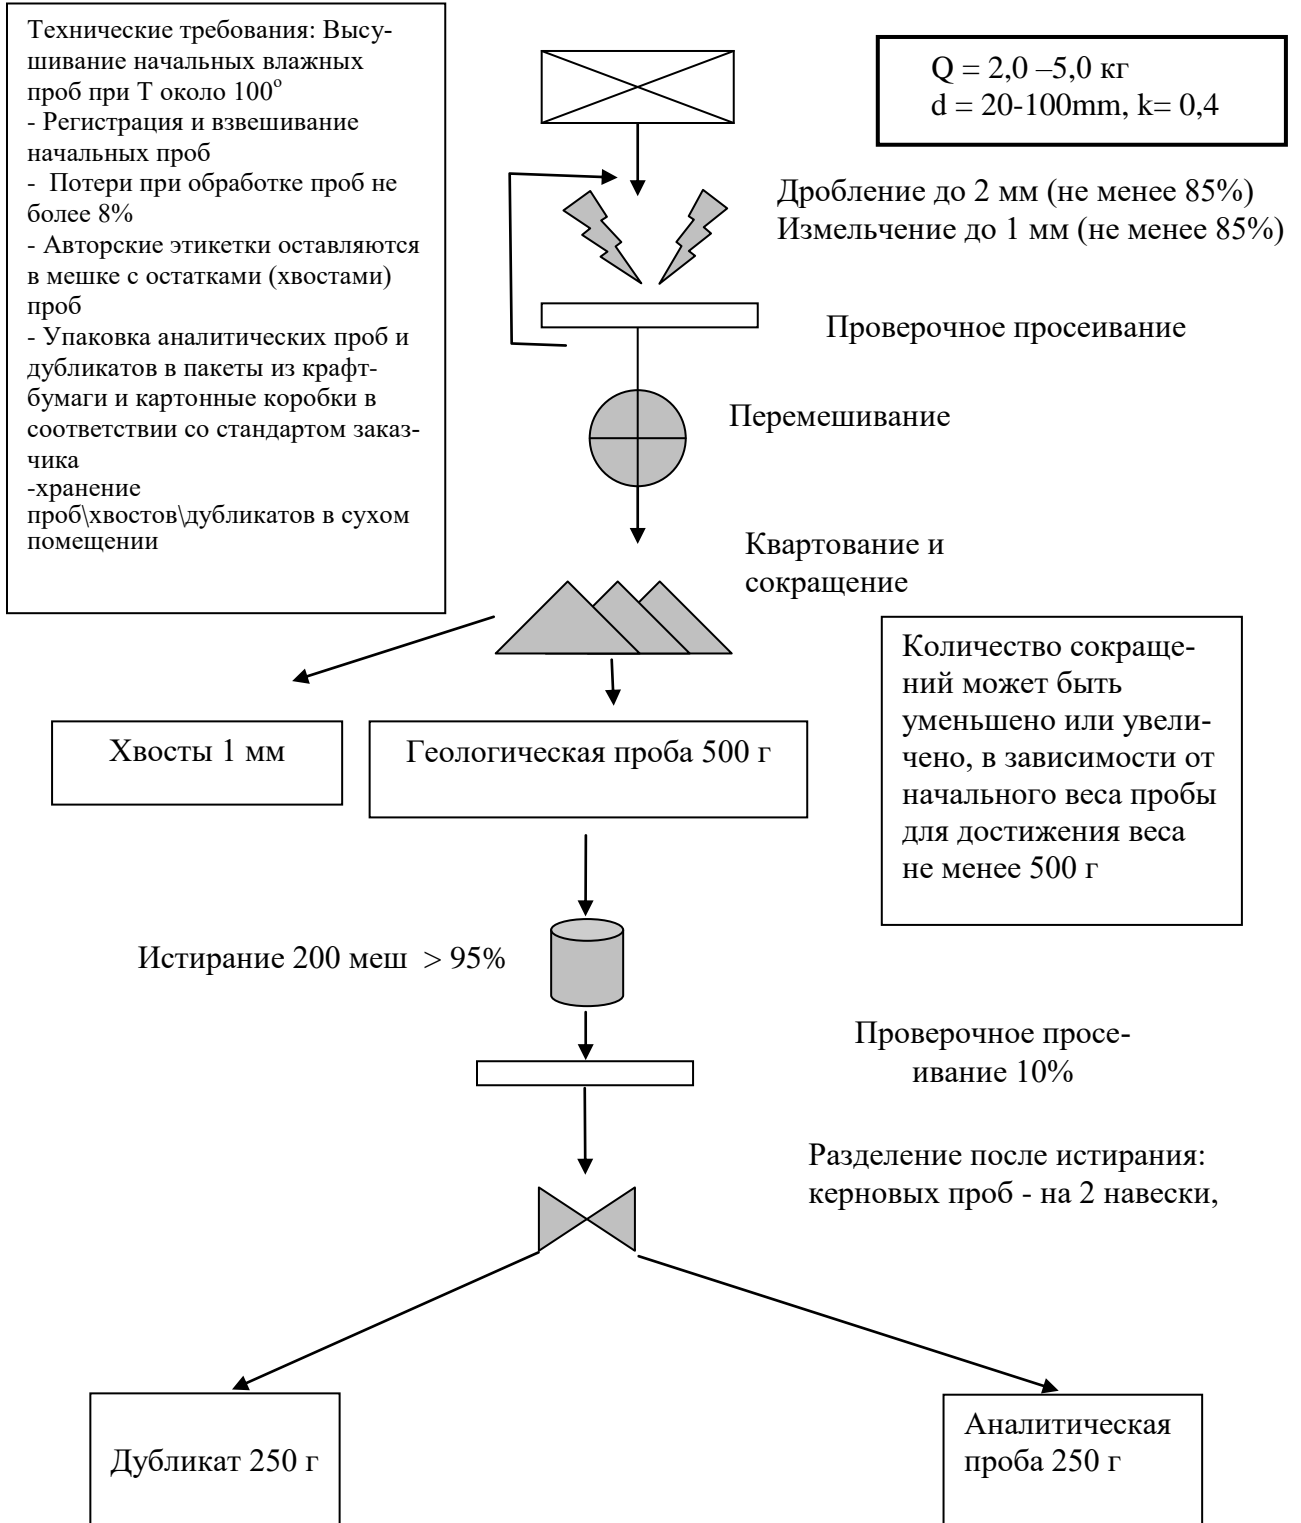 Технические требования: Высу-
шивание начальных влажных
проб при Т около 100°
- Регистрация и взвешивание
начальных проб
- Потери при обработке проб не
более 8%
- Авторские этикетки оставляются
в мешке с остатками (хвостами)
проб
- Упаковка аналитических проб и
дубликатов в пакеты из крафт-
бумаги и картонные коробки в
соответствии со стандартом заказ-
чика
-хранение
проб\хвостов\дубликатов в сухом
помещении
Q = 2,0 –5,0 кг
d = 20-100mm, k= 0,4
Дробление до 2 мм (не менее 85%)
Измельчение до 1 мм (не менее 85%)
Проверочное просеивание
Перемешивание
Квартование и
сокращение
Количество сокраще-
ний может быть
уменьшено или увели-
чено, в зависимости от
начального веса пробы
для достижения веса
не менее 500 г
Хвосты 1 мм
Геологическая проба 500 г
Истирание 200 меш > 95%
Проверочное просе-
ивание 10%
Разделение после истирания:
керновых проб - на 2 навески,
Дубликат 250 г
Аналитическая
проба 250 г